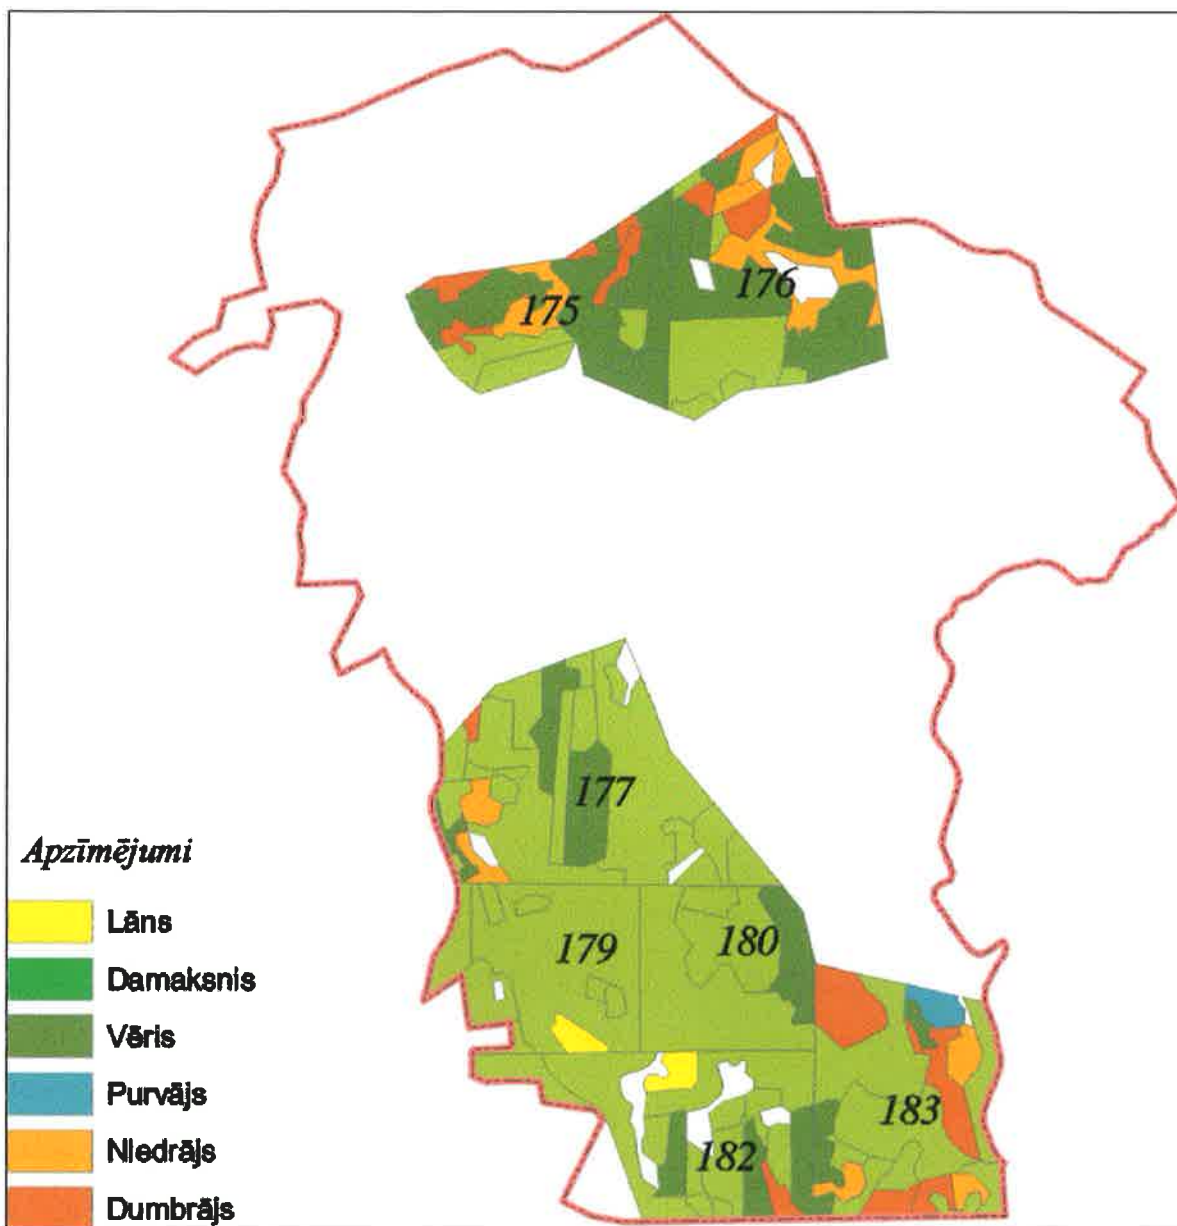 176
175
177
Apzīmējumi
Lāns
179
180
Damaksnis
Vēris
Purvājs
183
Niedrājs
182
Dumbrājs